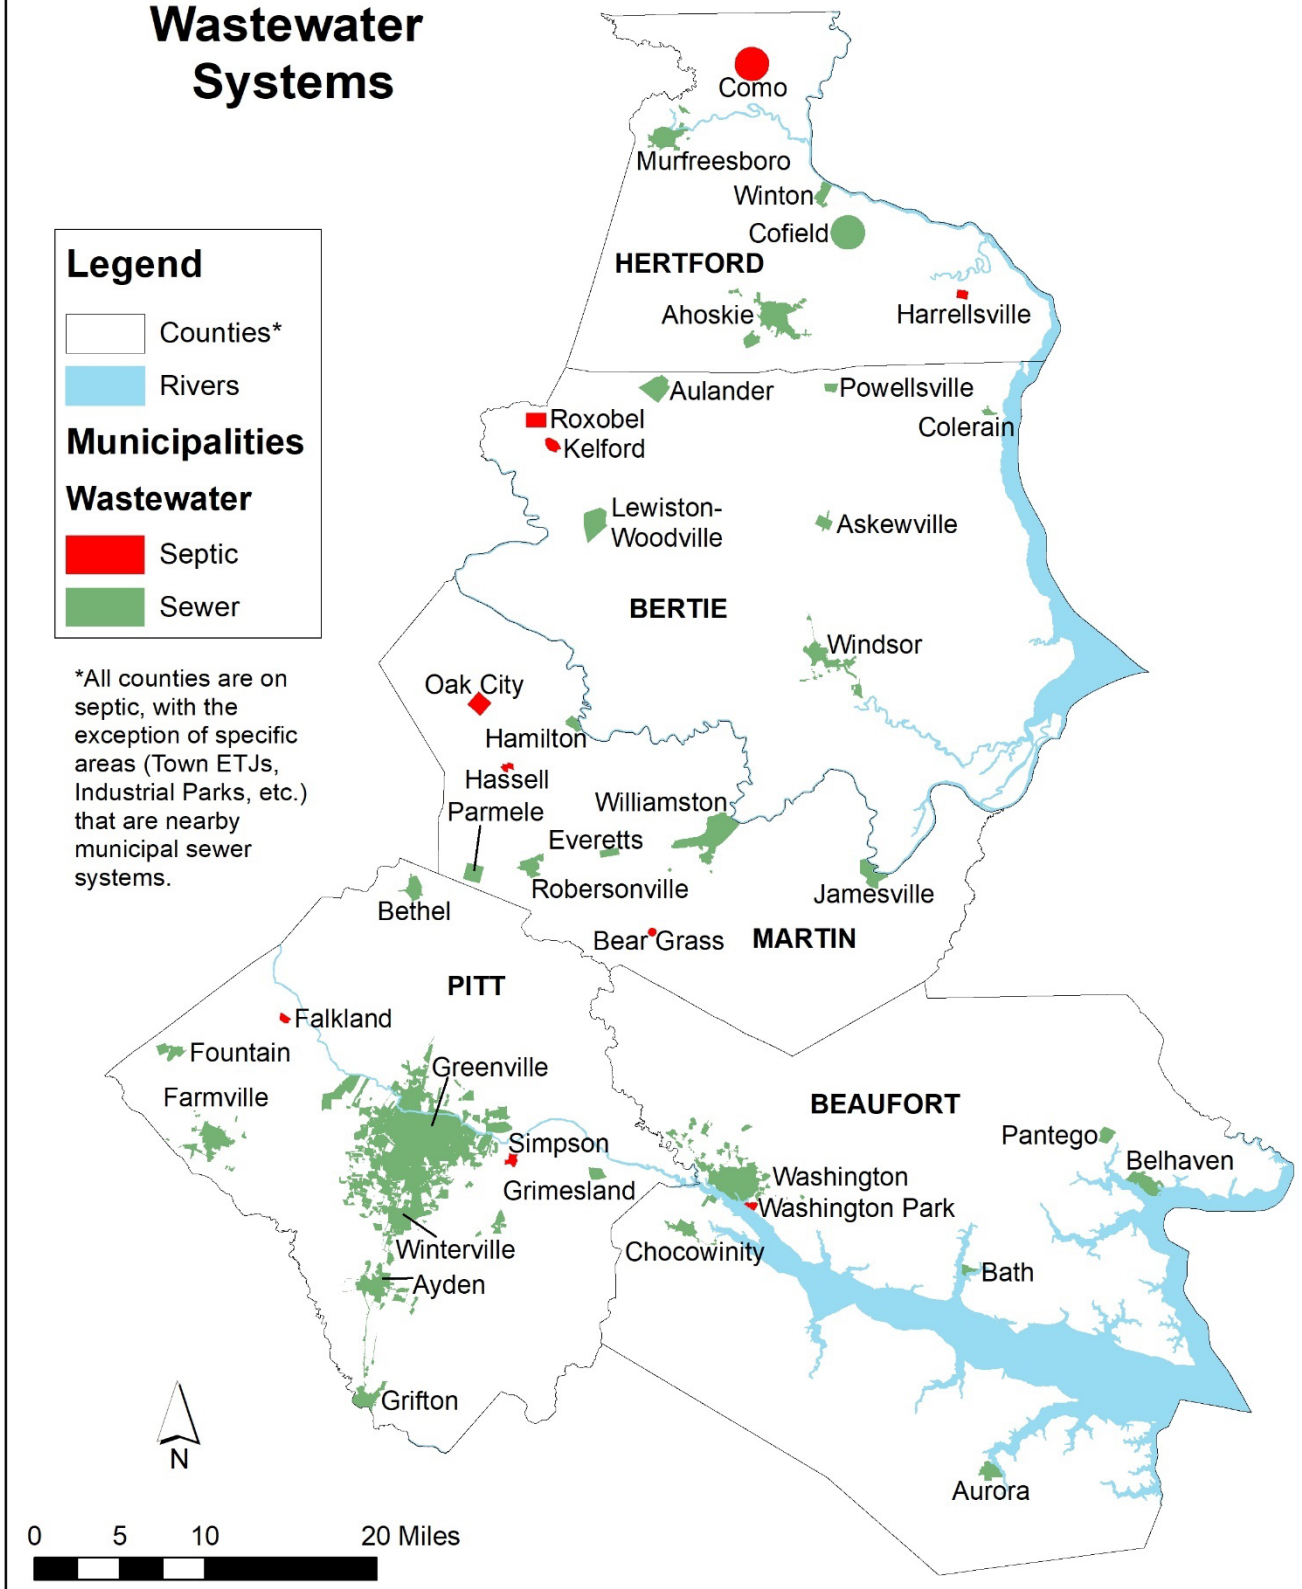 Wastewater
Systems
Legend
Counties*
Rivers
Municipalities
Wastewater
Septic
Sewer
*All counties are on
septic, with the
exception of specific
areas (Town ETJs,
Industrial Parks, etc.)
that are nearby
municipal sewer
systems.
Como
Murfreesboro
Winton
Cofield
HERTFORD
Ahoskie
Harrellsville
Aulander
Powellsville
Colerain
Roxobel
Kelford
Lewiston-
Woodville
Askewville
BERTIE
Windsor
Oak City
Hamilton
Hassell
Parmele
Williamston
Everetts
Robersonville
Jamesville
Bear Grass
MARTIN
Bethel
PITT
Falkland
Fountain
Greenville
Farmville
Simpson
Grimesland
Winterville
Ayden
Grifton
BEAUFORT
Pantego
Belhaven
Washington
Washington Park
Chocowinity
Bath
Aurora
N
0 5 10 20 Miles